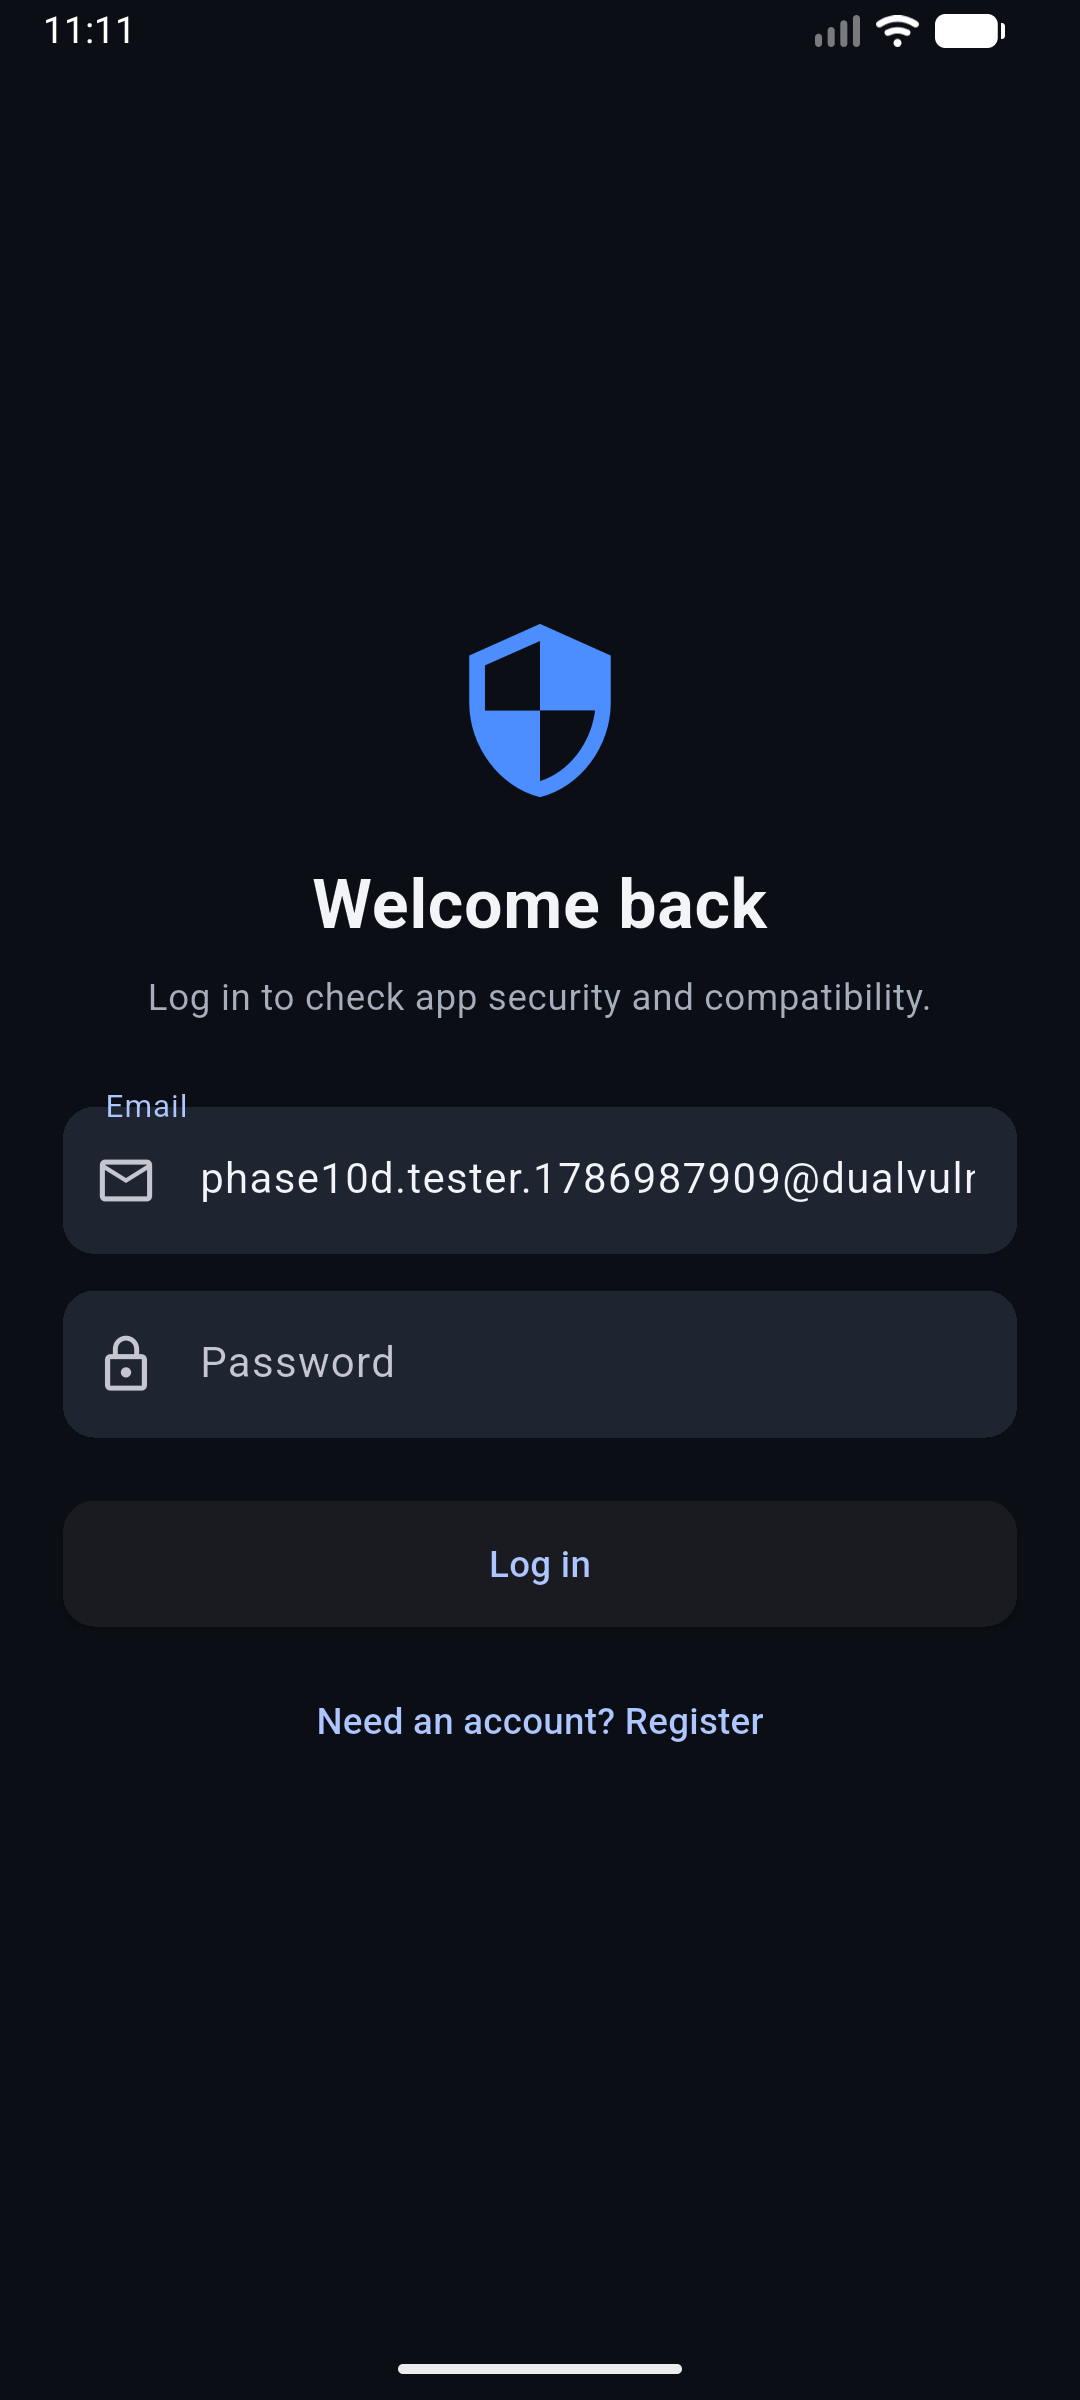 11:11
Welcome back
Log in to check app security and compatibility.
Email
phase10d.tester.1786987909@dualvuln
Password
Log in
Need an account? Register